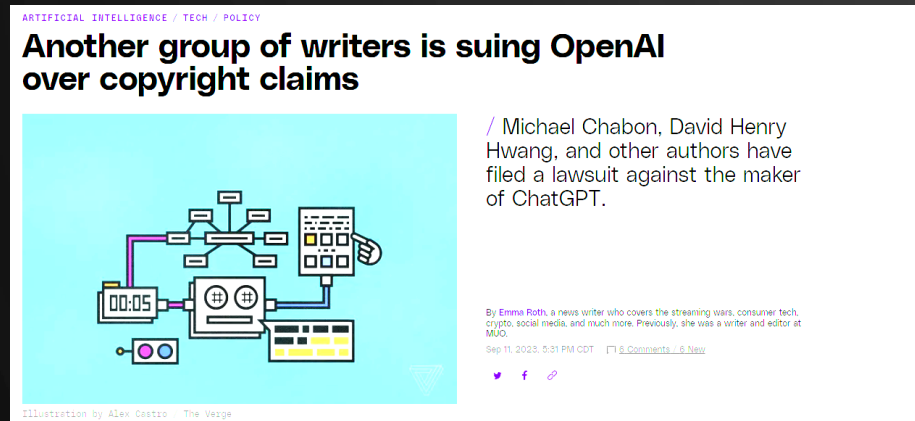 ARTIFICIAL INTELLIGENCE / TECH / POLICY
Another group of writers is suing OpenAI
over copyright claims
/ Michael Chabon, David Henry
Hwang, and other authors have
filed a lawsuit against the maker
of ChatGPT.
00:05
By Emma Roth, a news writer who covers the streaming wars, consumer tech,
crypto, social media, and much more. Previously, she was a writer and editor at
MUO.
Sep 11, 2023, 5:31 PM CDT
8 Comments / 6 New
Illustration by Alex Castro / The Verge